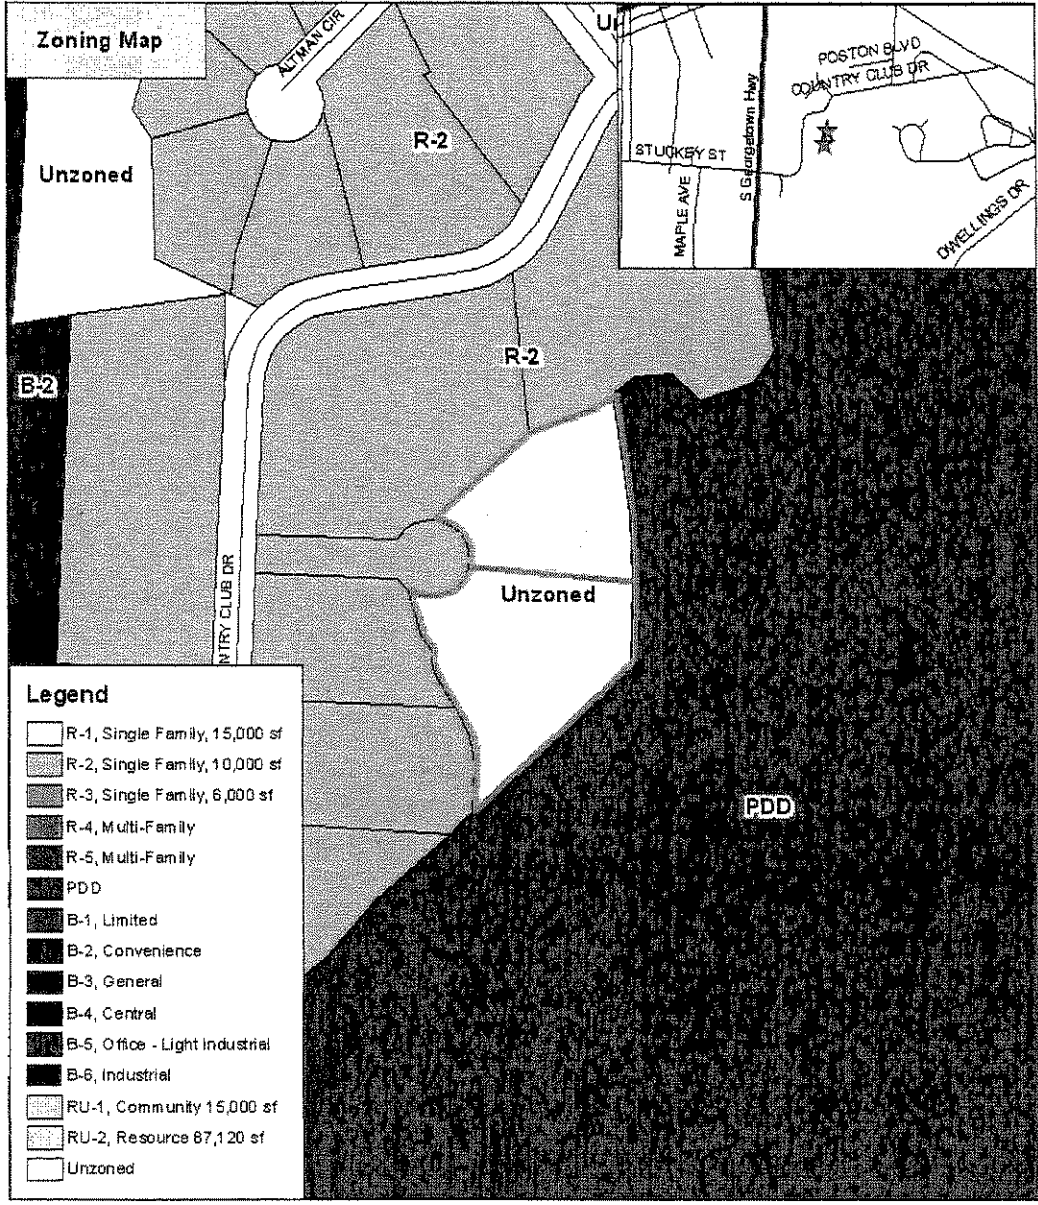 Zoning Map
ALTMAN CIR
R-2
Unzoned
POSTON BLVD
COUNTRY CLUB DR
STUCKEY ST
S Georgetown Hwy
MAPLE AVE
DWELLINGS DR
R-2
B-2
Unzoned
NTRY CLUB DR
PDD
Legend
R-1, Single Family, 15,000 sf
R-2, Single Family, 10,000 sf
R-3, Single Family, 6,000 sf
R-4, Multi-Family
R-5, Multi-Family
PDD
B-1, Limited
B-2, Convenience
B-3, General
B-4, Central
B-5, Office - Light Industrial
B-6, Industrial
RU-1, Community 15,000 sf
RU-2, Resource 87,120 sf
Unzoned